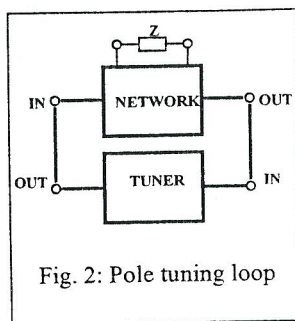 Z
IN
NETWORK
OUT
OUT
TUNER
IN
Fig. 2: Pole tuning loop